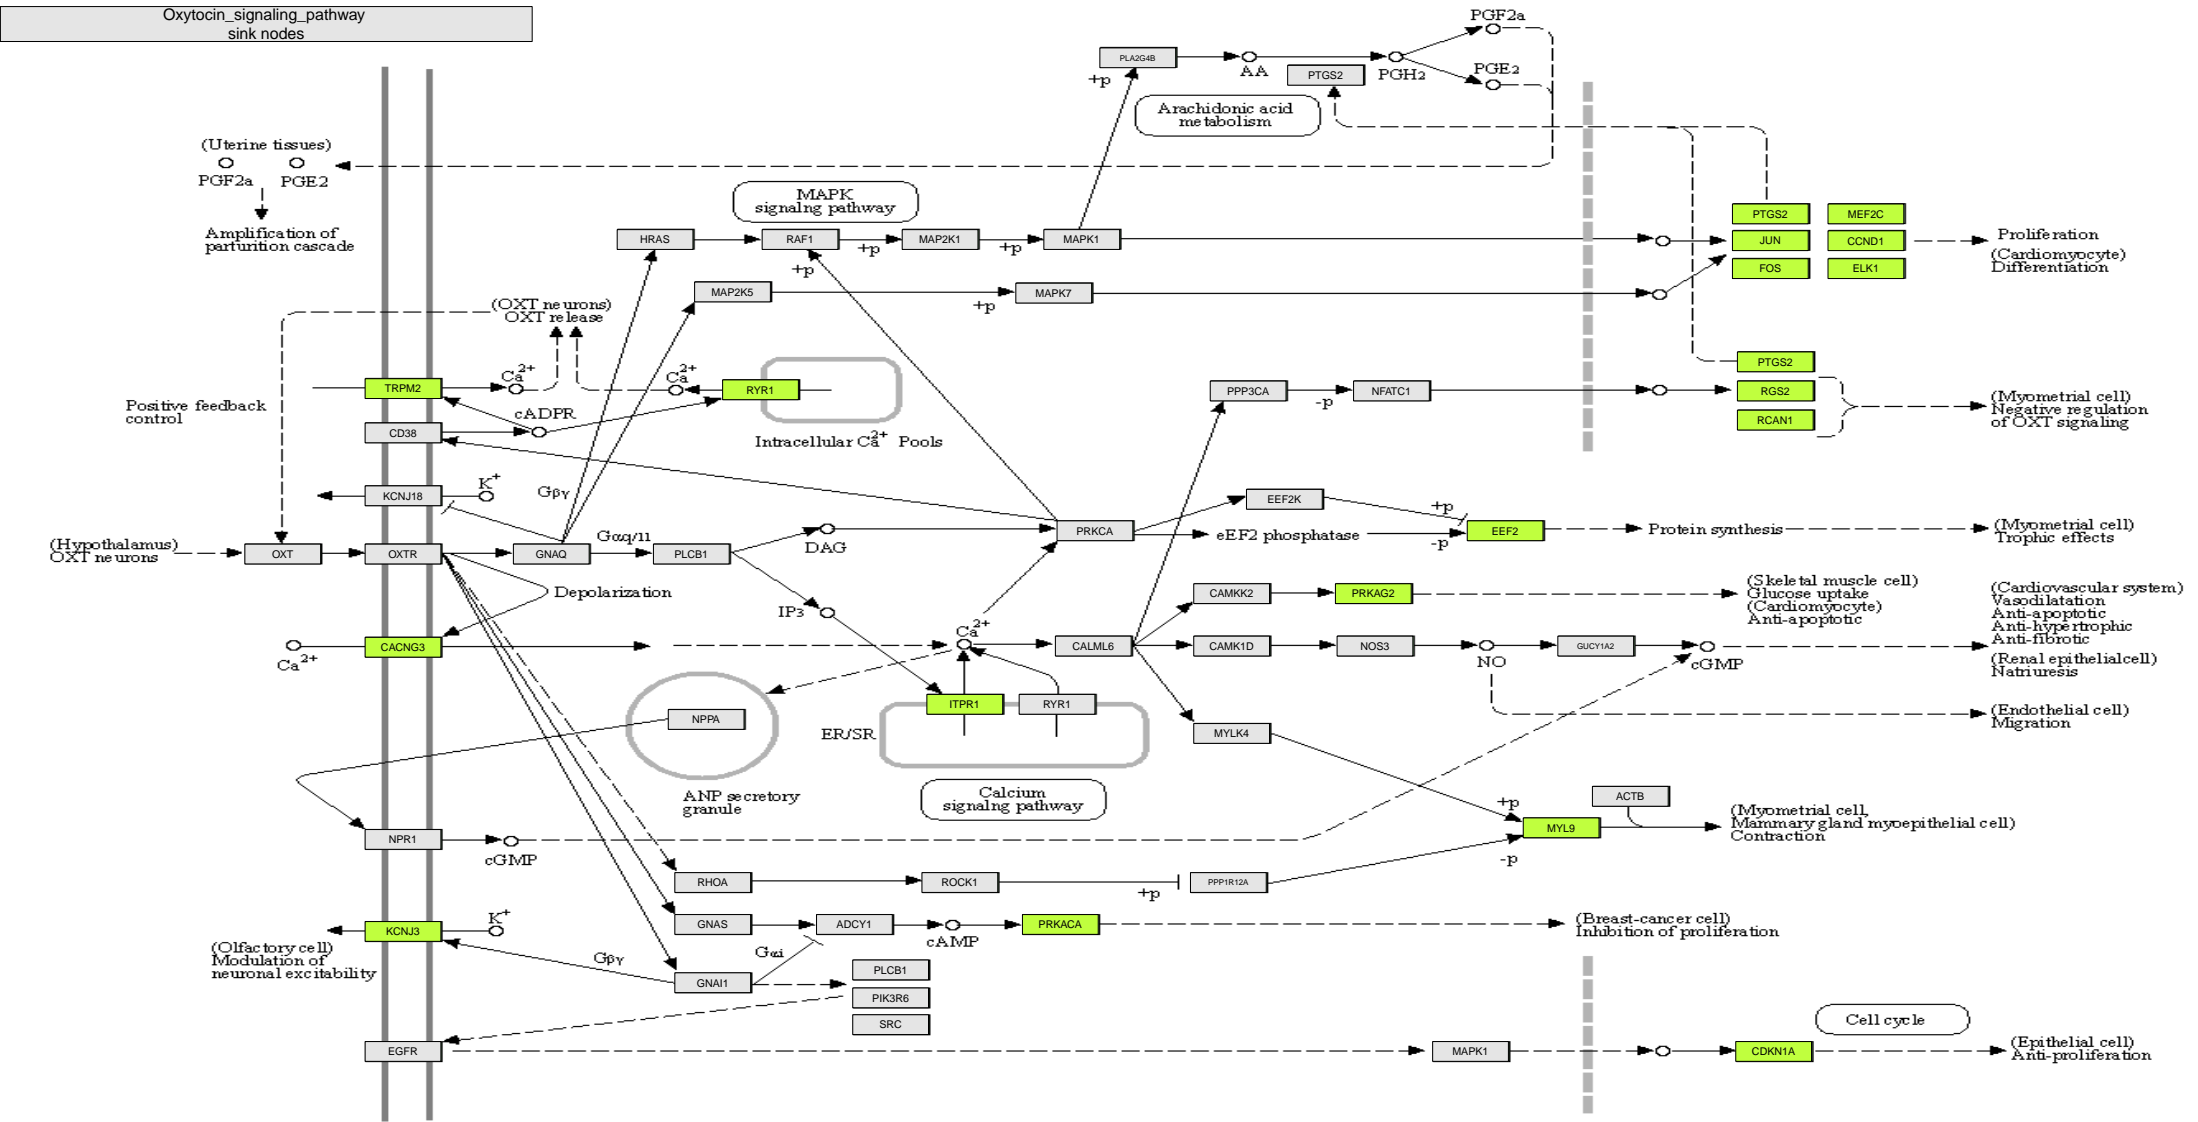 Oxytocin_signaling_pathway
sink nodes
PGF2a
PLA2G4B
+p
AA
PTGS2
PGH2
PGE2
Arachidonic acid
metabolism
(Uterine tissues)
PGF2a
PGE2
Amplification of
parturition cascade
MAPK
signalng pathway
HRAS
RAF1
+p
MAP2K1
+p
MAPK1
+p
MAP2K5
+p
MAPK7
PTGS2
MEF2C
JUN
CCND1
FOS
ELK1
Proliferation
(Cardiomyocyte)
Differentiation
(OXT neurons)
OXT release
TRPM2
Ca2+
Ca2+
RYR1
cADPR
CD38
Positive feedback
control
Intracellular Ca2+ Pools
PPP3CA
-p
NFATC1
PTGS2
RGS2
RCAN1
(Myometrial cell)
Negative regulation
of OXT signaling
KCNJ18
K+
Gβγ
EEF2K
+p
(Hypothalamus)
OXT neurons
OXT
OXTR
GNAQ
Gαq/11
PLCB1
DAG
PRKCA
eEF2 phosphatase
-p
EEF2
Protein synthesis
(Myometrial cell)
Trophic effects
Depolarization
IP3
CAMKK2
PRKAG2
(Skeletal muscle cell)
Glucose uptake
(Cardiomyocyte)
Anti-apoptotic
(Cardiovascular system)
Vasodilatation
Anti-apoptotic
Anti-hypertrophic
Anti-fibrotic
(Renal epithelialcell)
Natriuresis
Ca2+
CACNG3
Ca2+
CALML6
CAMK1D
NOS3
NO
GUCY1A2
cGMP
NPPA
ITPR1
RYR1
ER/SR
MYLK4
(Endothelial cell)
Migration
ANP secretory
granule
Calcium
signalng pathway
+p
ACTB
MYL9
-p
(Myometrial cell,
Mammary gland myoepithelial cell)
Contraction
NPR1
cGMP
RHOA
ROCK1
+p
PPP1R12A
KCNJ3
K+
GNAS
ADCY1
cAMP
PRKACA
(Breast-cancer cell)
Inhibition of proliferation
(Olfactory cell)
Modulation of
neuronal excitability
Gβγ
Gαi
GNAI1
PLCB1
PIK3R6
SRC
EGFR
MAPK1
Cell cycle
CDKN1A
(Epithelial cell)
Anti-proliferation